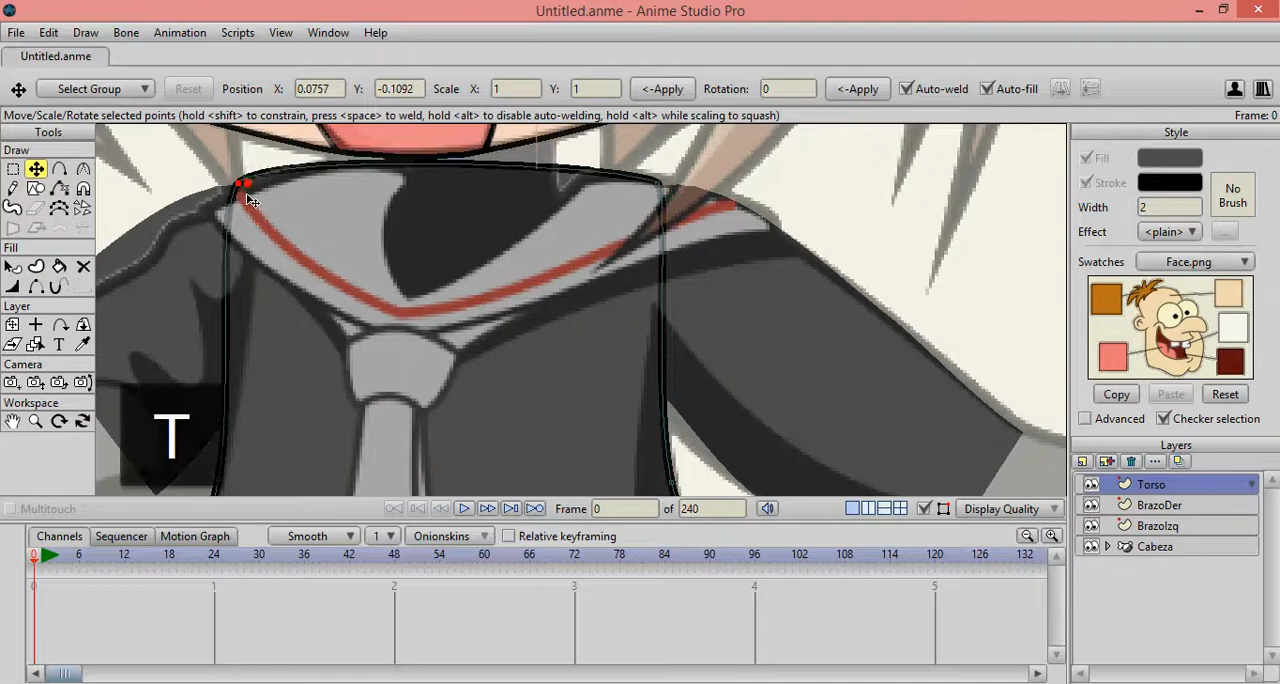 Untitled.anme - Anime Studio Pro
File Edit Draw Bone Animation Scripts View Window Help
Untitled.anme
Select Group Reset Position X: 0.0757 Y: -0.1092 Scale X: 1 Y: 1 <-Apply Rotation: 0 <-Apply Auto-weld Auto-fill
Move/Scale/Rotate selected points (hold <shift> to constrain, press <space> to weld, hold <alt> to disable auto-welding, hold <alt> while scaling to squash) Frame: 0
Tools
Draw
Fill
Layer
Camera
Workspace
T
Style
Fill
Stroke
No
Brush
Width 2
Effect <plain> ...
Swatches Face.png
Copy Paste Reset
Advanced Checker selection
Layers
Torso
BrazoDer
BrazoIzq
Cabeza
Multitouch Frame 0 of 240 Display Quality
Channels Sequencer Motion Graph Smooth 1 Onionskins Relative keyframing
0 6 12 18 24 30 36 42 48 54 60 66 72 78 84 90 96 102 108 114 120 126 132
0 1 2 3 4 5